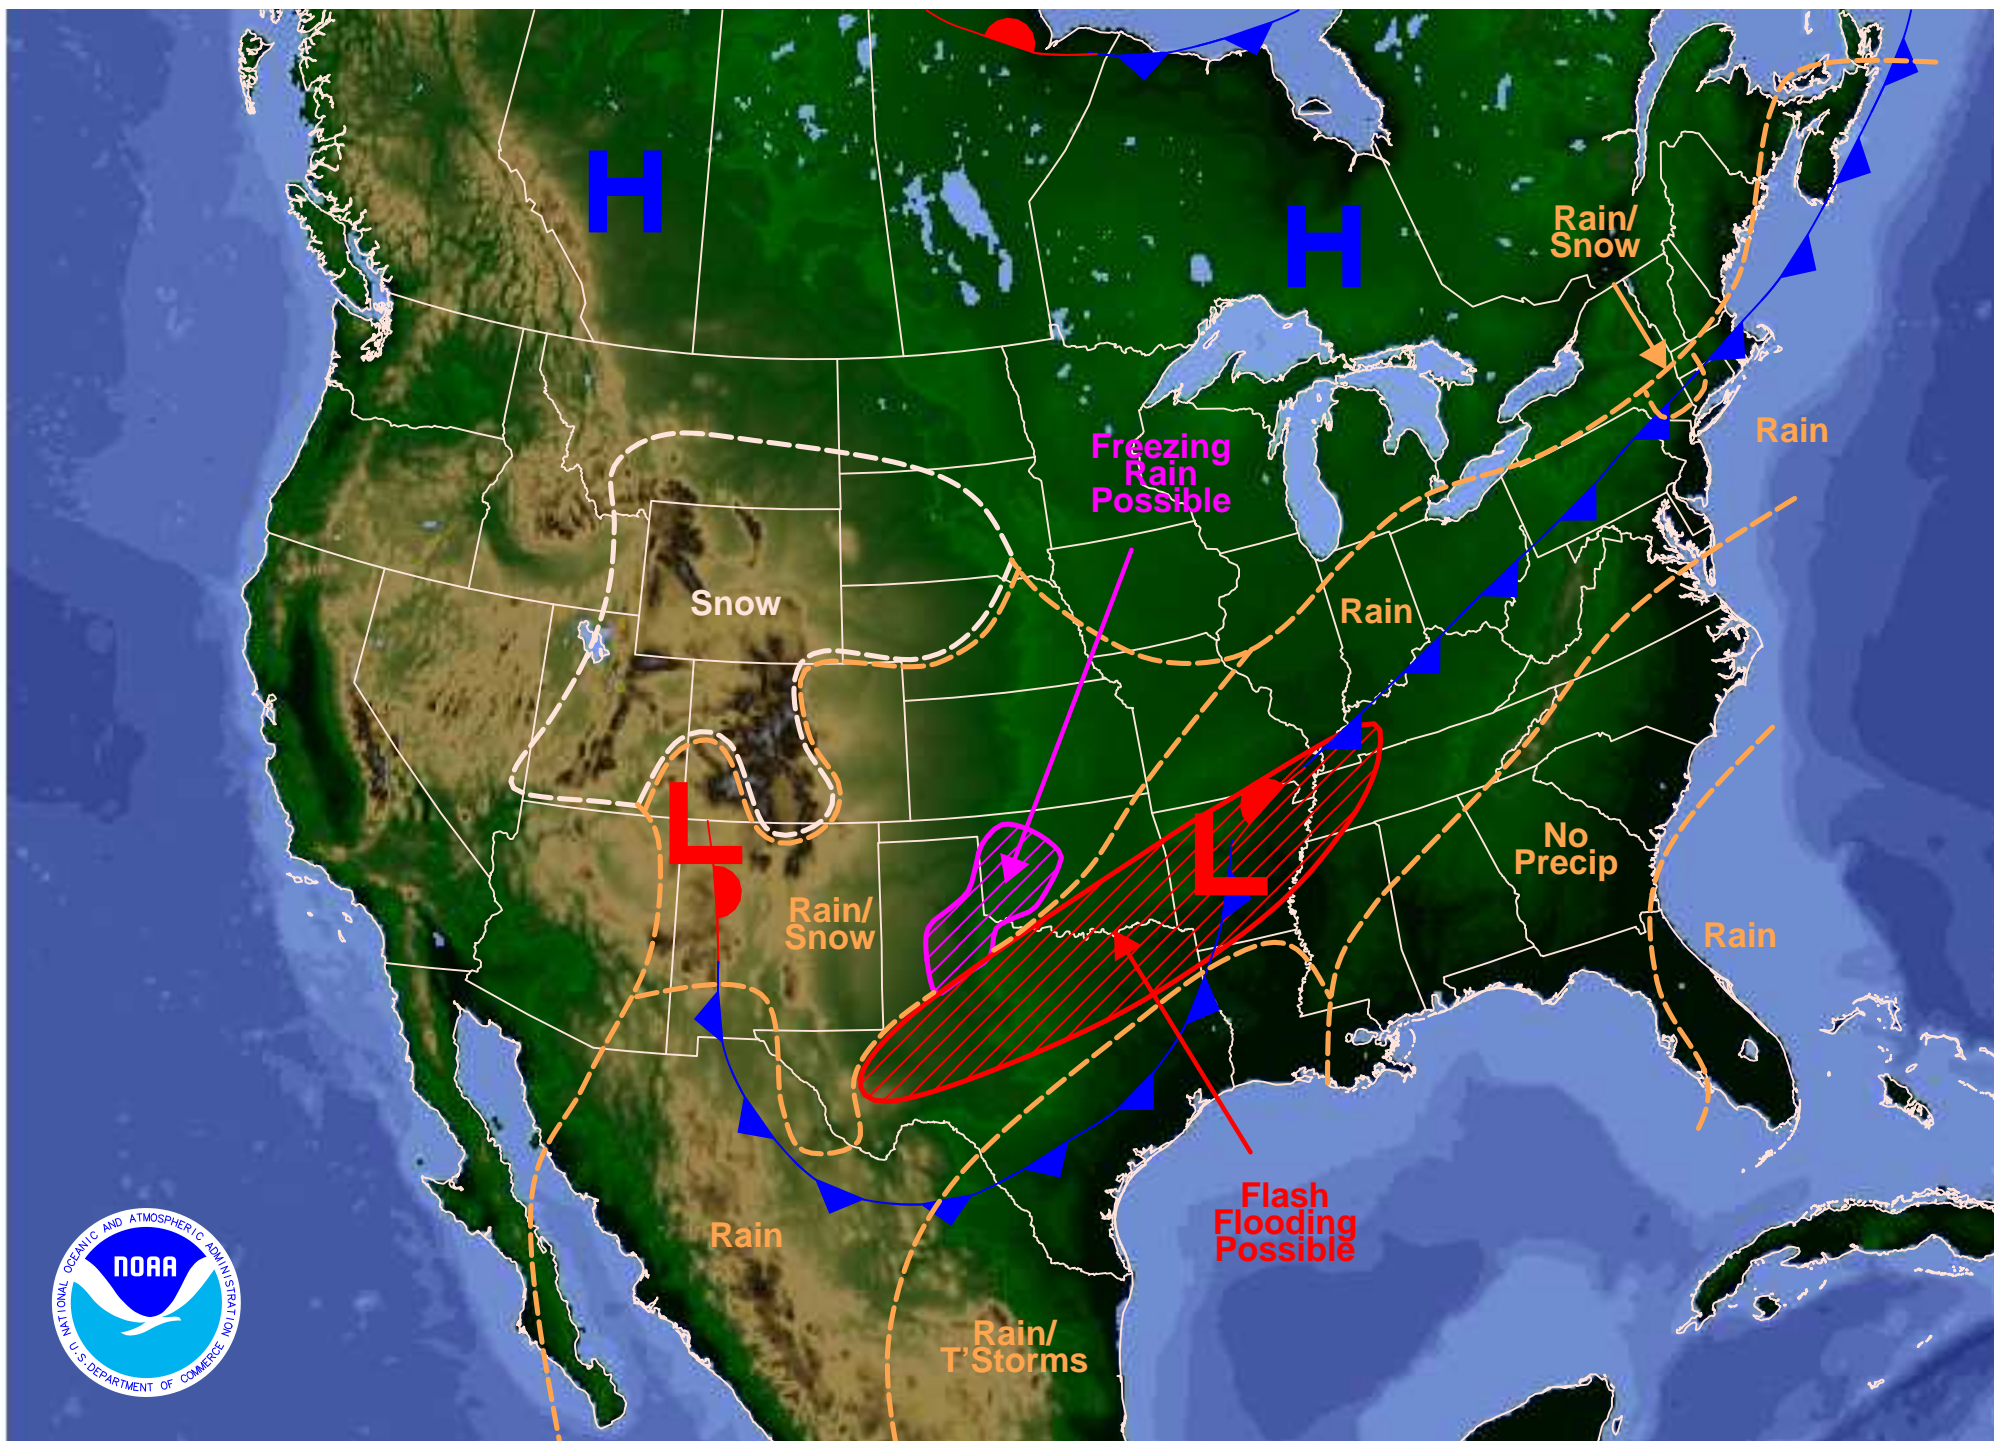 H
H
Rain/
Snow
Freezing
Rain
Possible
Rain
Snow
Rain
L
L
No
Precip
Rain/
Snow
Rain
Flash
Flooding
Possible
Rain
Rain/
T'Storms
NATIONAL OCEANIC AND ATMOSPHERIC ADMINISTRATION
NOAA
U.S. DEPARTMENT OF COMMERCE